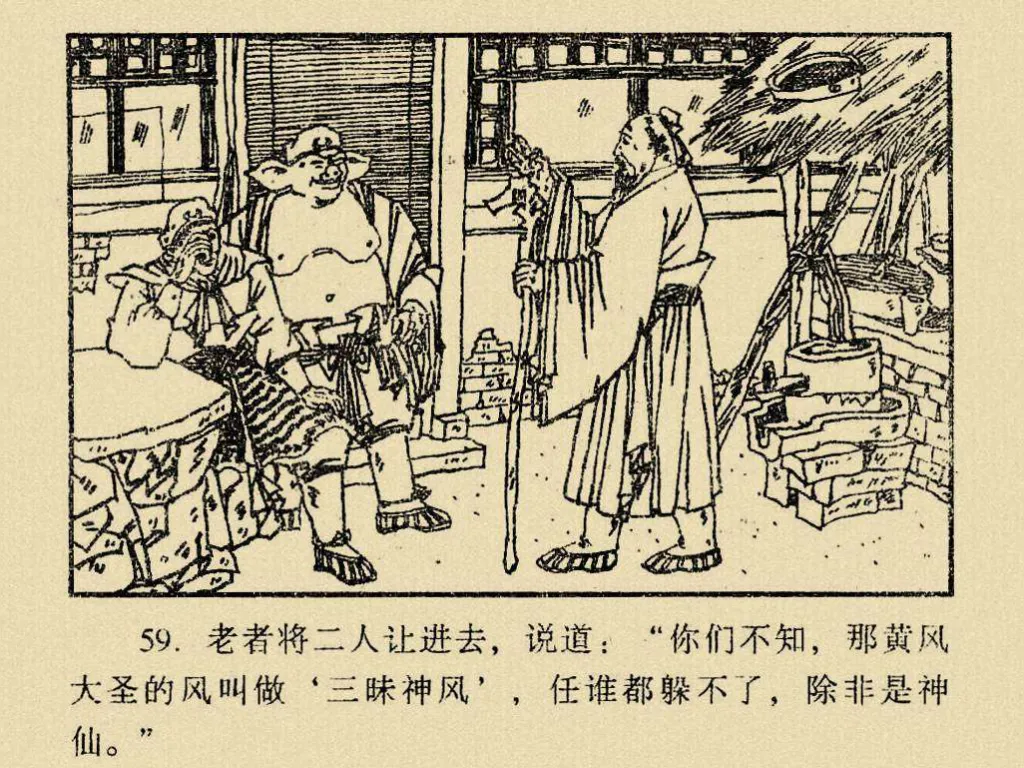 59. 老者将二人让进去，说道：“你们不知，那黄风
大圣的风叫做‘三昧神风’，任谁都躲不了，除非是神
仙。”